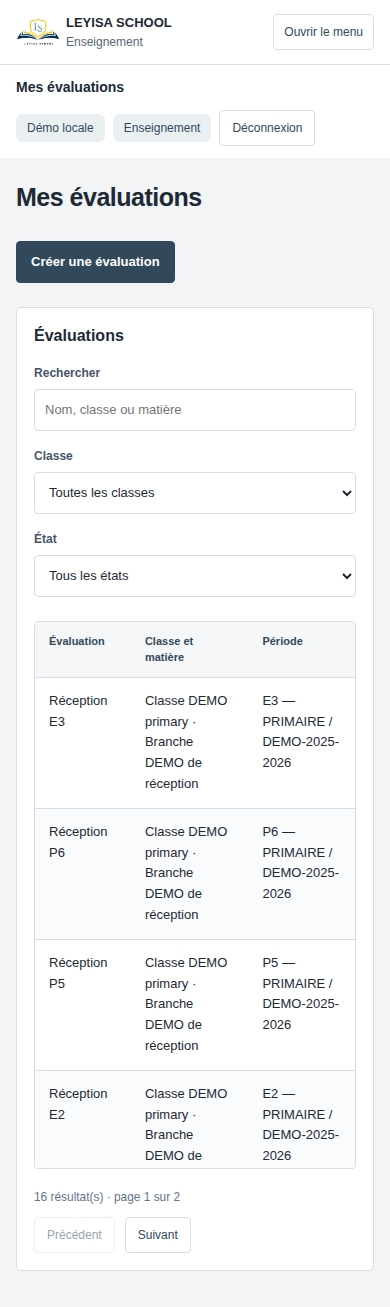 LEYISA SCHOOL
Enseignement
Ouvrir le menu
Mes évaluations
Démo locale
Enseignement
Déconnexion
Mes évaluations
Créer une évaluation
Évaluations
Rechercher
Nom, classe ou matière
Classe
Toutes les classes
État
Tous les états
Évaluation
Classe et
matière
Période
Réception
E3
Classe DEMO
primary ·
Branche
DEMO de
réception
E3 —
PRIMAIRE /
DEMO-2025-
2026
Réception
P6
Classe DEMO
primary ·
Branche
DEMO de
réception
P6 —
PRIMAIRE /
DEMO-2025-
2026
Réception
P5
Classe DEMO
primary ·
Branche
DEMO de
réception
P5 —
PRIMAIRE /
DEMO-2025-
2026
Réception
E2
Classe DEMO
primary ·
Branche
DEMO de
E2 —
PRIMAIRE /
DEMO-2025-
2026
16 résultat(s) · page 1 sur 2
Précédent
Suivant